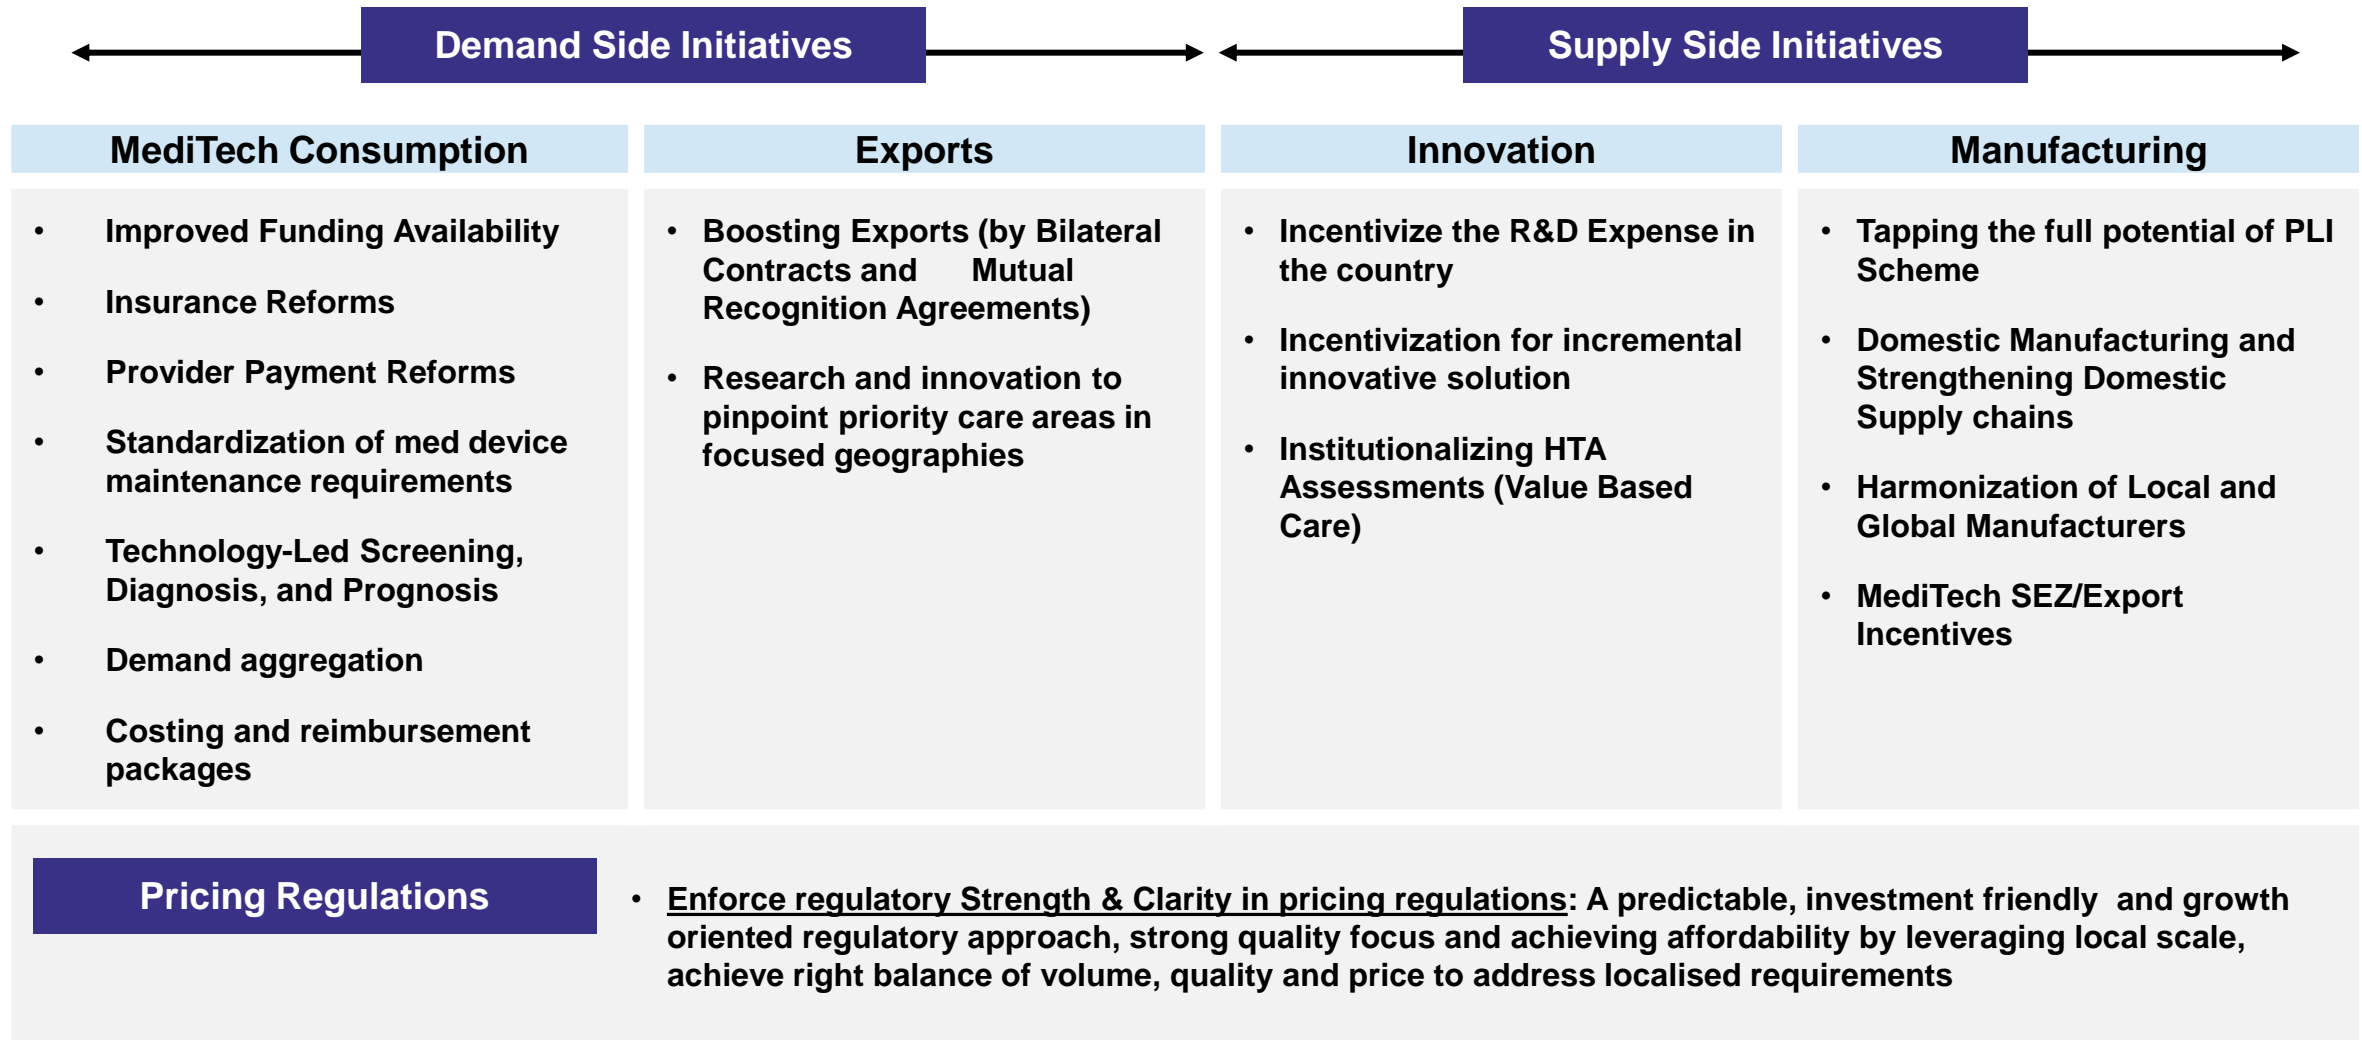 Demand Side Initiatives
Supply Side Initiatives
MediTech Consumption
• Improved Funding Availability
• Insurance Reforms
• Provider Payment Reforms
• Standardization of med device
maintenance requirements
• Technology-Led Screening,
Diagnosis, and Prognosis
• Demand aggregation
• Costing and reimbursement
packages
Exports
• Boosting Exports (by Bilateral
Contracts and Mutual
Recognition Agreements)
• Research and innovation to
pinpoint priority care areas in
focused geographies
Innovation
• Incentivize the R&D Expense in
the country
• Incentivization for incremental
innovative solution
• Institutionalizing HTA
Assessments (Value Based
Care)
Manufacturing
• Tapping the full potential of PLI
Scheme
• Domestic Manufacturing and
Strengthening Domestic
Supply chains
• Harmonization of Local and
Global Manufacturers
• MediTech SEZ/Export
Incentives
Pricing Regulations
• Enforce regulatory Strength & Clarity in pricing regulations: A predictable, investment friendly and growth
oriented regulatory approach, strong quality focus and achieving affordability by leveraging local scale,
achieve right balance of volume, quality and price to address localised requirements